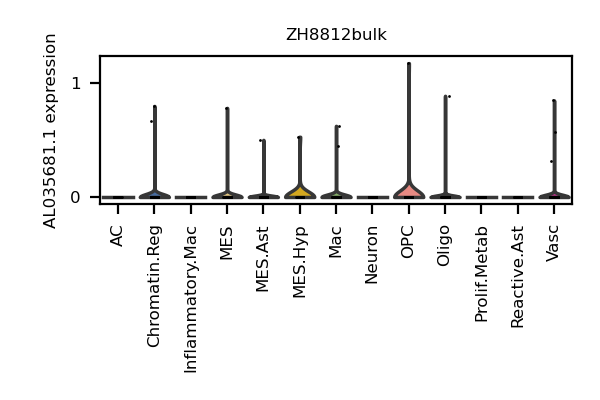 ZH8812bulk
AL035681.1 expression
1
0
AC
Chromatin.Reg
Inflammatory.Mac
MES
MES.Ast
MES.Hyp
Mac
Neuron
OPC
Oligo
Prolif.Metab
Reactive.Ast
Vasc